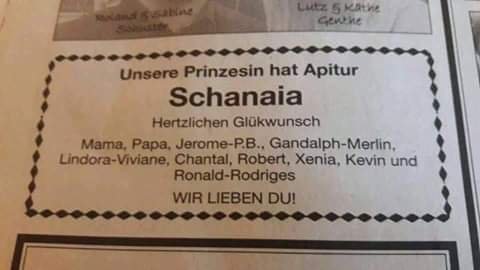 Roland & Sabine
Lutz & Käthe
Genthe
Unsere Prinzesin hat Apitur
Schanaia
Hertzlichen Glükwunsch
Mama, Papa, Jerome-P.B., Gandalph-Merlin,
Lindora-Viviane, Chantal, Robert, Xenia, Kevin und
Ronald-Rodriges
WIR LIEBEN DU!